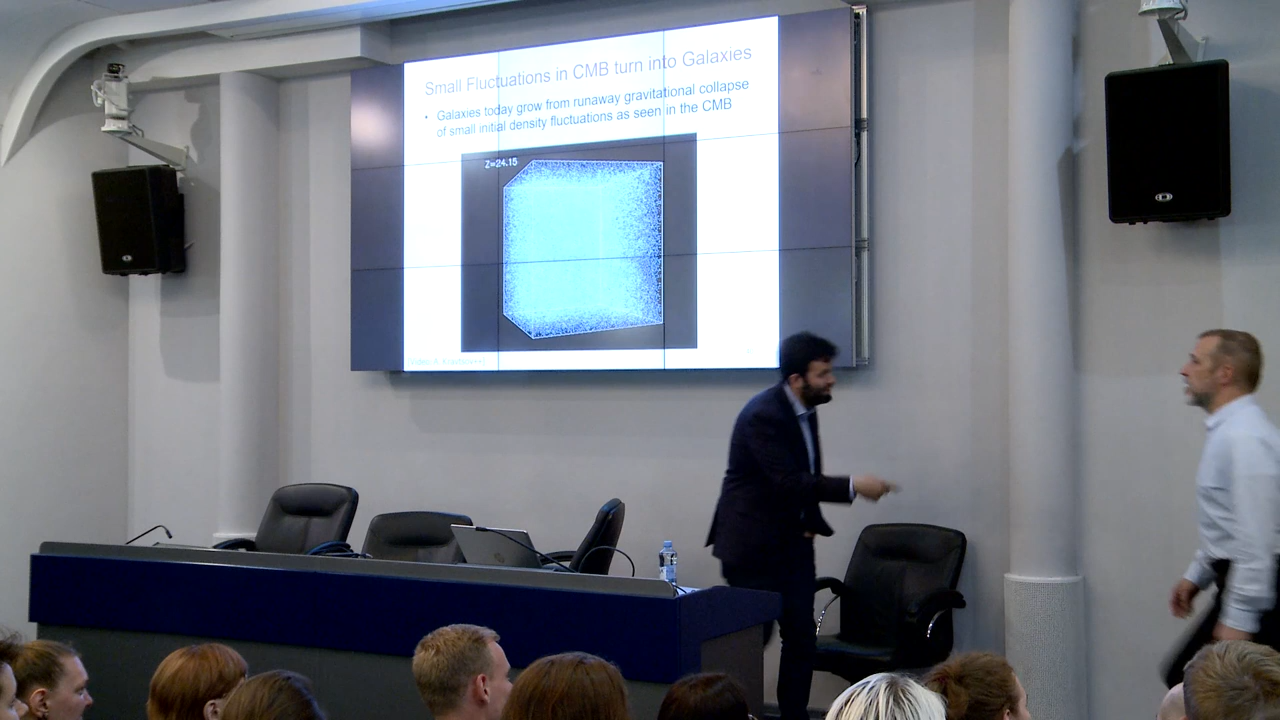 Small Fluctuations in CMB turn into Galaxies
• Galaxies today grow from runaway gravitational collapse
of small initial density fluctuations as seen in the CMB
Z=24.15